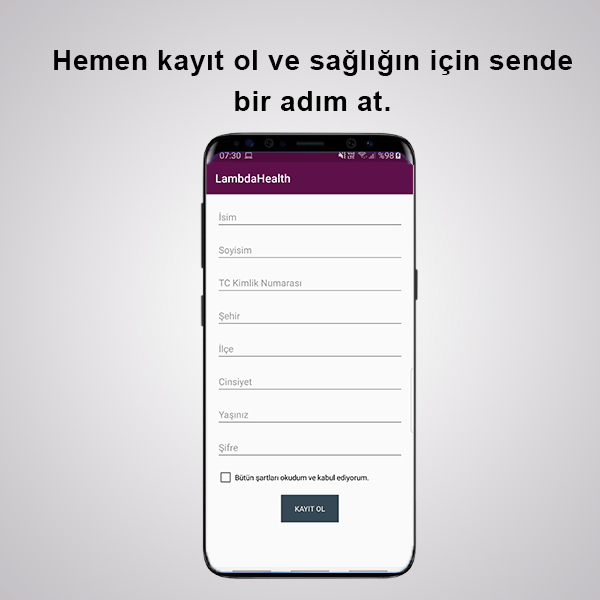 Hemen kayıt ol ve sağlığın için sende
bir adım at.
07:30 %98
LambdaHealth
İsim
Soyisim
TC Kimlik Numarası
Şehir
İlçe
Cinsiyet
Yaşınız
Şifre
Bütün şartları okudum ve kabul ediyorum.
KAYIT OL